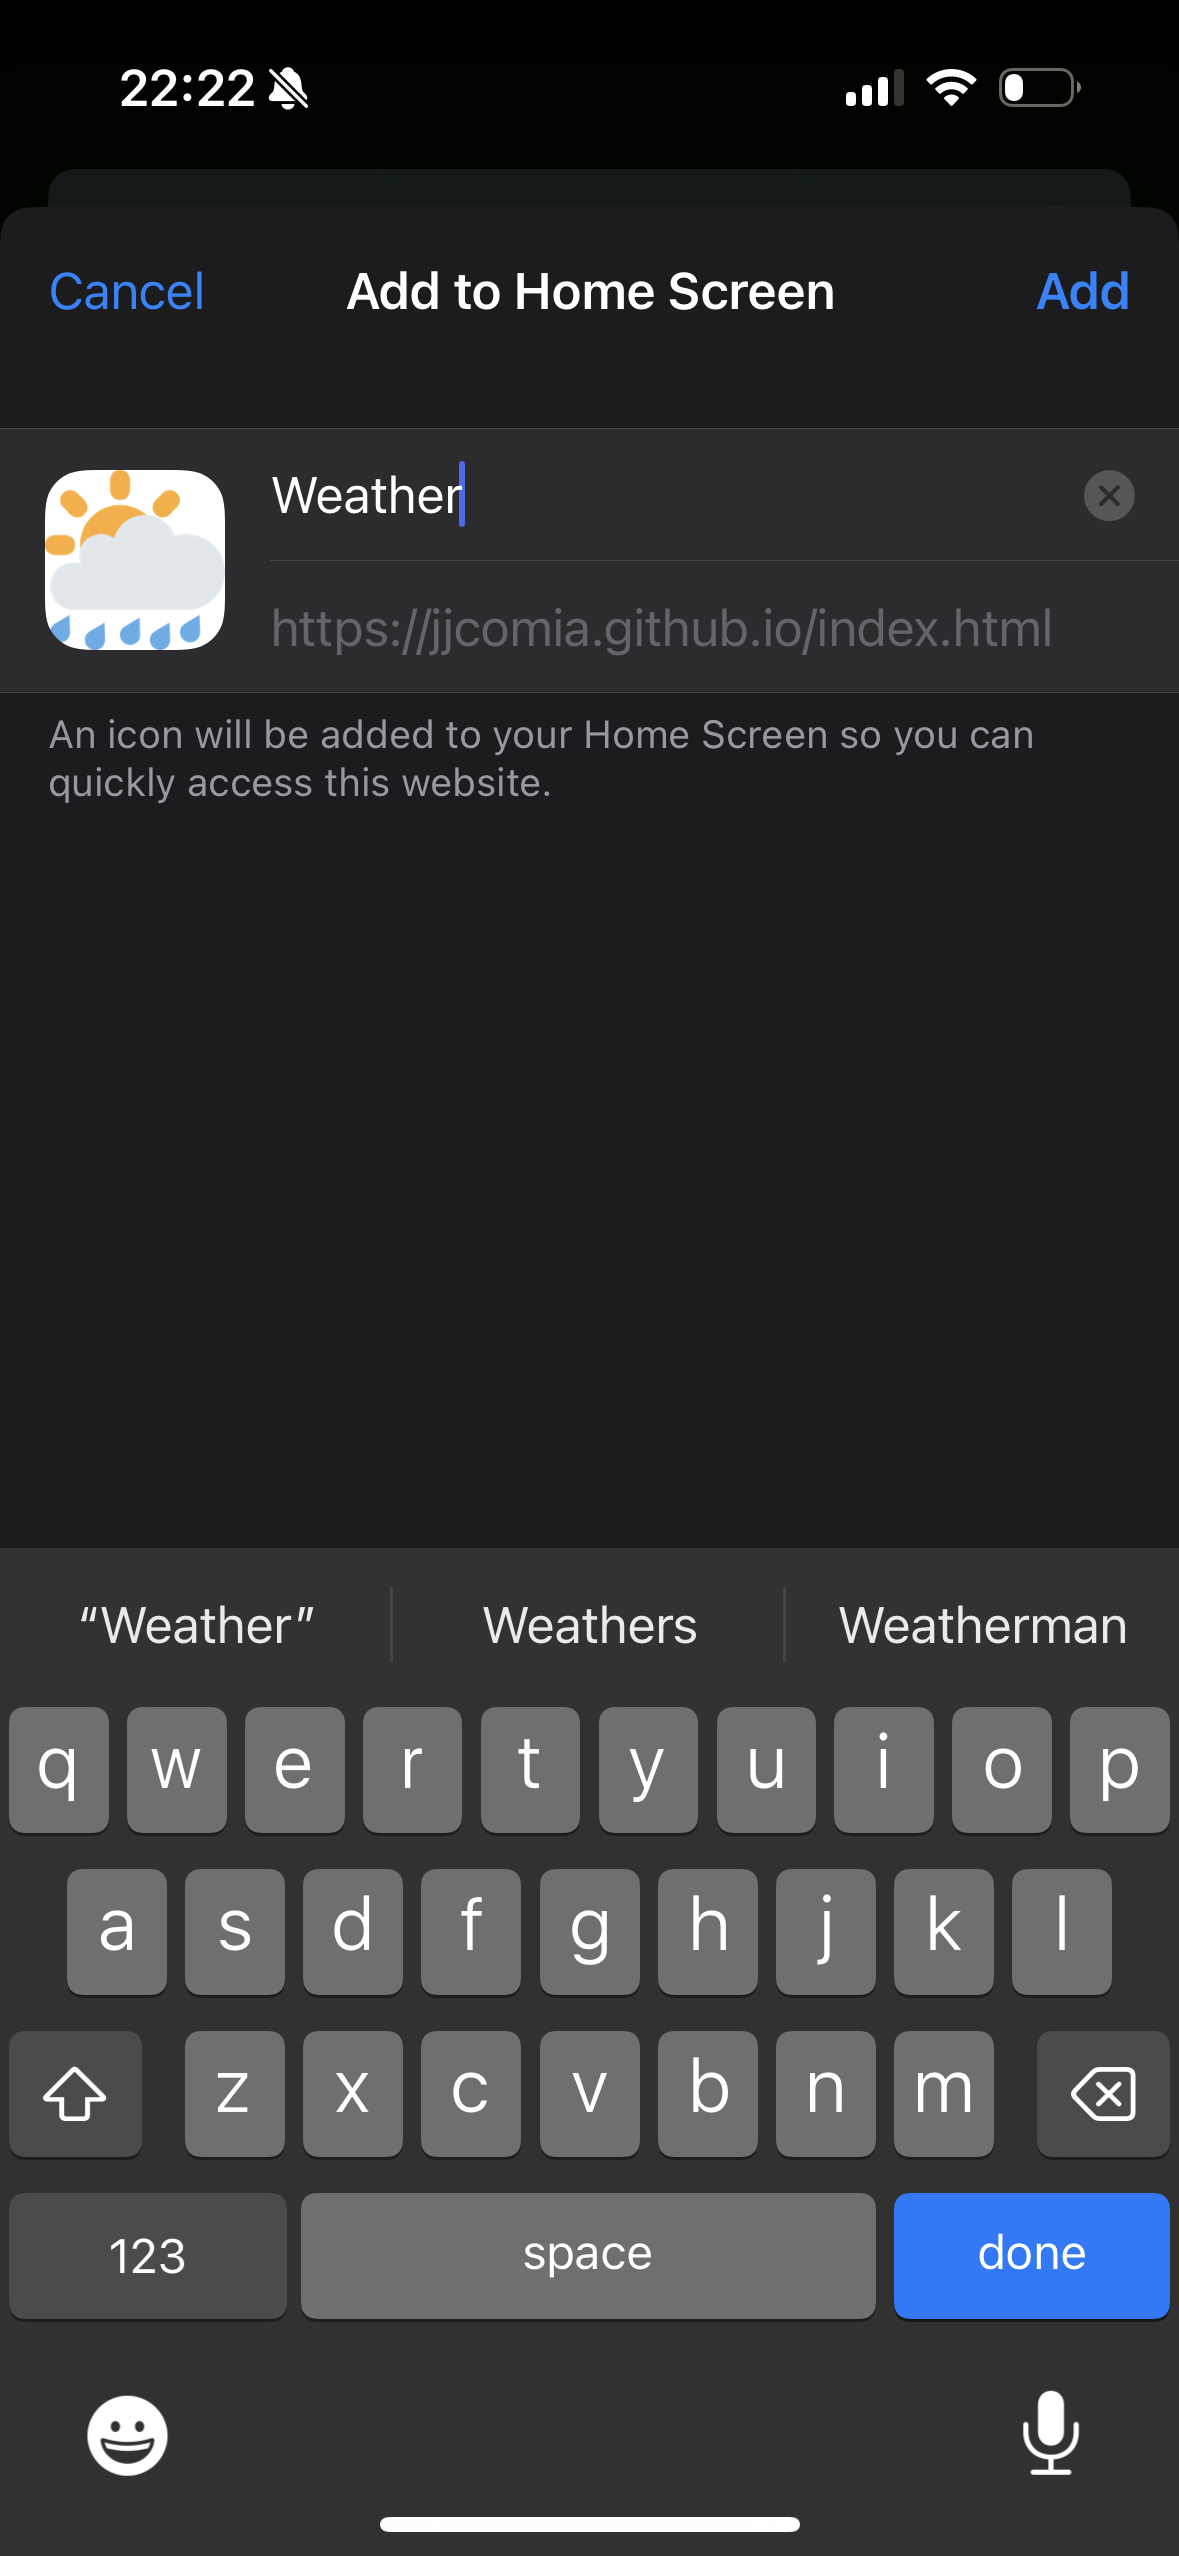 22:22
Cancel Add to Home Screen Add
Weather
https://jjcomia.github.io/index.html
An icon will be added to your Home Screen so you can
quickly access this website.
“Weather” Weathers Weatherman
q w e r t y u i o p
a s d f g h j k l
z x c v b n m
123 space done